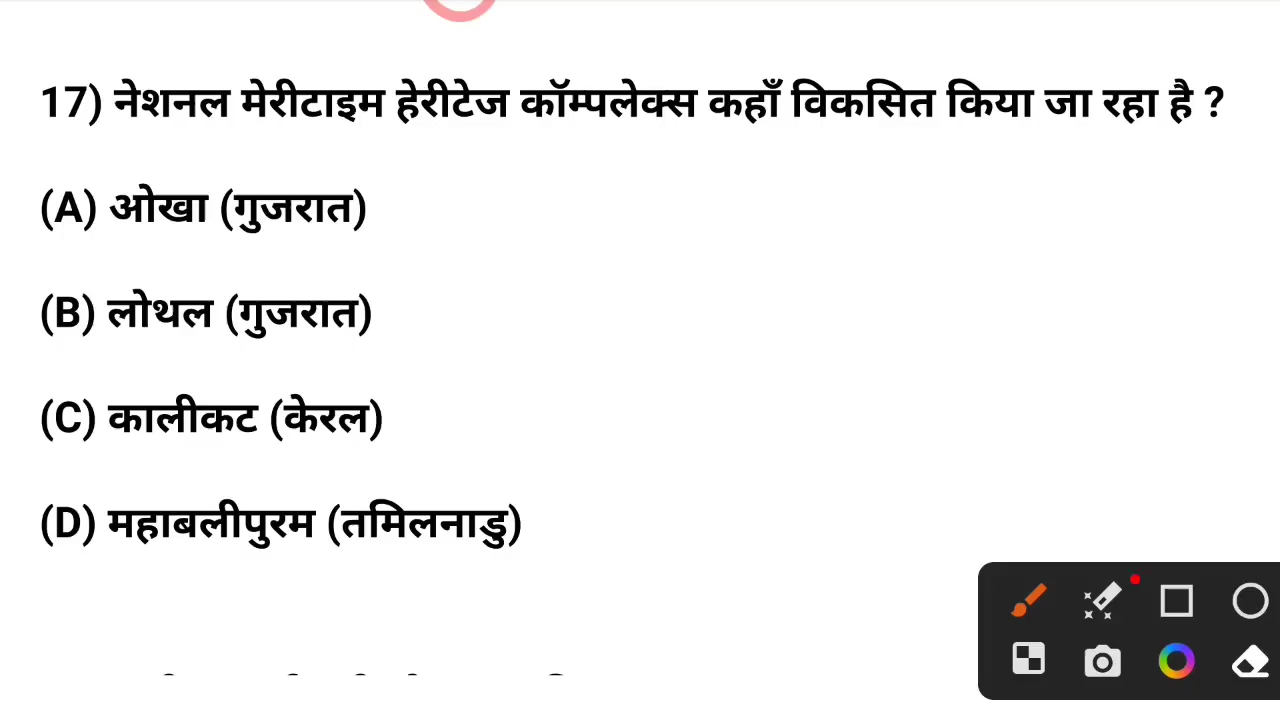 17) नेशनल मेरीटाइम हेरीटेज कॉम्पलेक्स कहाँ विकसित किया जा रहा है ?
(A) ओखा (गुजरात)
(B) लोथल (गुजरात)
(C) कालीकट (केरल)
(D) महाबलीपुरम (तमिलनाडु)